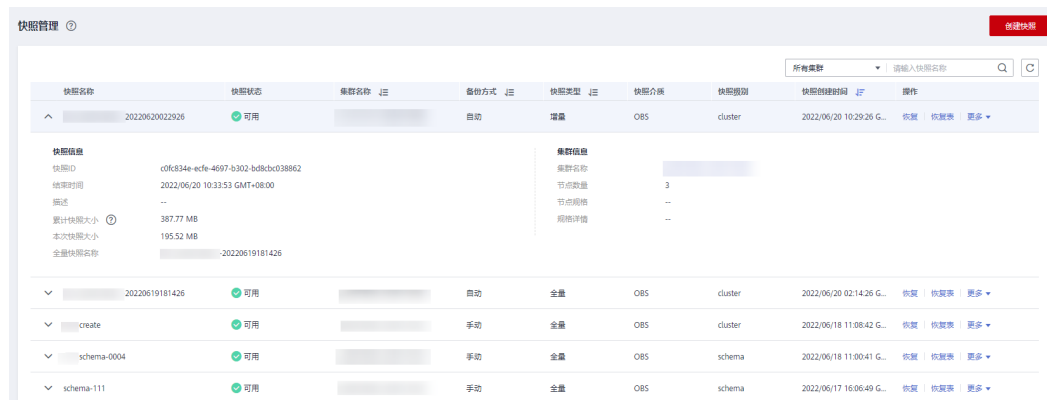 快照管理 ?
创建快照
所有集群 请输入快照名称
快照名称 快照状态 集群名称 备份方式 快照类型 快照介质 快照级别 快照创建时间 操作
20220620022926 可用 自动 增量 OBS cluster 2022/06/20 10:29:26 G... 恢复 恢复表 更多
快照信息 集群信息
快照ID c0fc834e-ecfe-4697-b302-bd8cbc038862 集群名称
结束时间 2022/06/20 10:33:53 GMT+08:00 节点数量 3
描述 -- 节点规格 --
累计快照大小 ? 387.77 MB 规格详情 --
本次快照大小 195.52 MB
全量快照名称 -20220619181426
20220619181426 可用 自动 全量 OBS cluster 2022/06/20 02:14:26 G... 恢复 恢复表 更多
create 可用 手动 全量 OBS cluster 2022/06/18 11:08:42 G... 恢复 恢复表 更多
schema-0004 可用 手动 全量 OBS schema 2022/06/18 11:00:41 G... 恢复 恢复表 更多
schema-111 可用 手动 全量 OBS schema 2022/06/17 16:06:49 G... 恢复 恢复表 更多